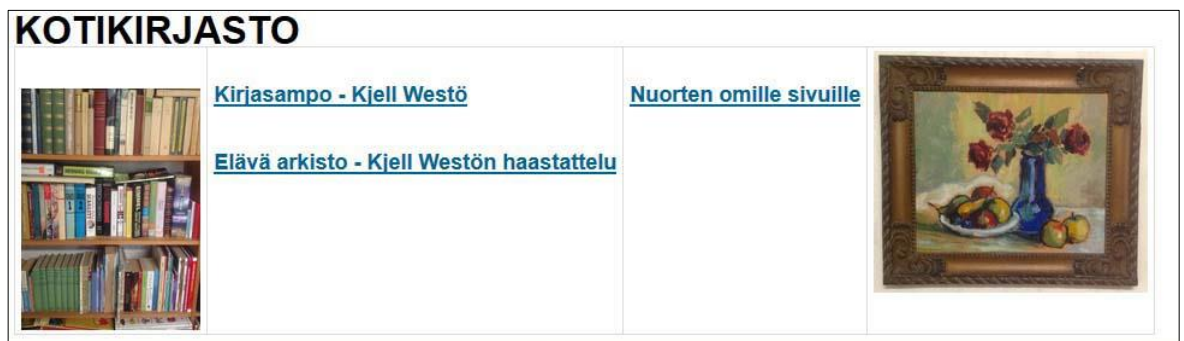 KOTIKIRJASTO
Kirjasampo - Kjell Westö
Elävä arkisto - Kjell Westön haastattelu
Nuorten omille sivuille